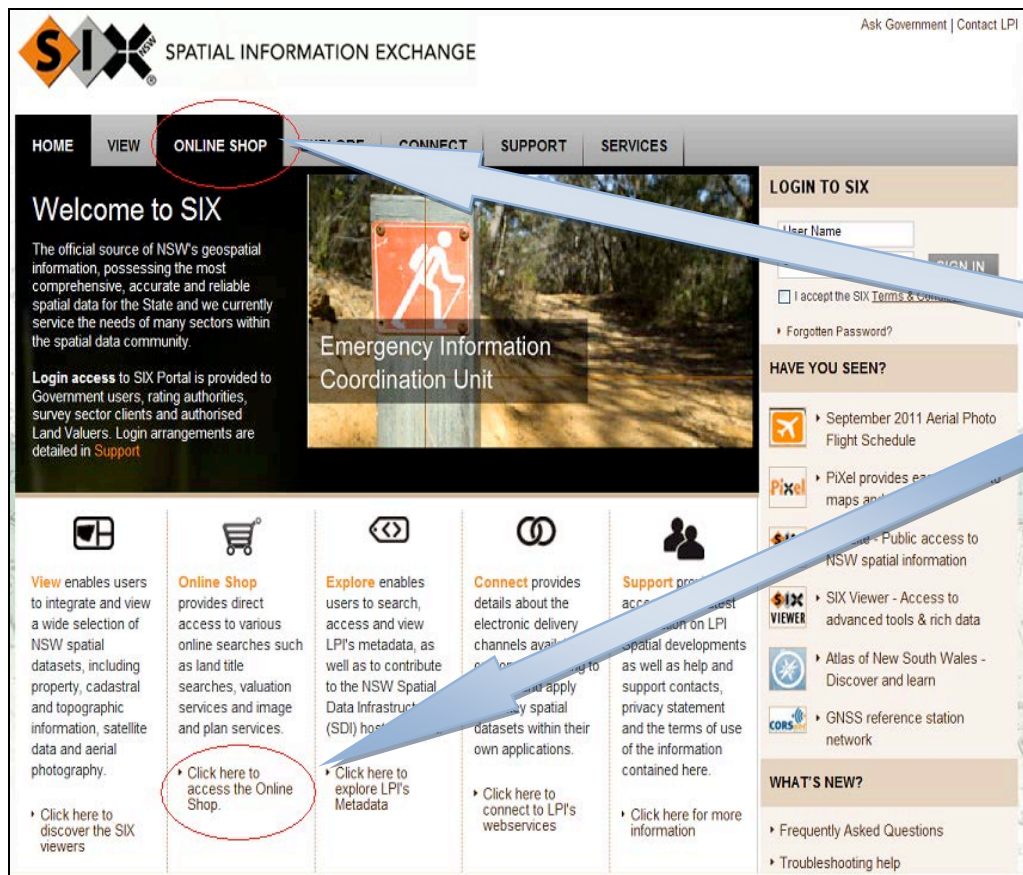 SIX NSW ®
SPATIAL INFORMATION EXCHANGE
Ask Government | Contact LPI
HOME VIEW ONLINE SHOP EXPLORE CONNECT SUPPORT SERVICES
Welcome to SIX
The official source of NSW's geospatial
information, possessing the most
comprehensive, accurate and reliable
spatial data for the State and we currently
service the needs of many sectors within
the spatial data community.
Login access to SIX Portal is provided to
Government users, rating authorities,
survey sector clients and authorised
Land Valuers. Login arrangements are
detailed in Support
Emergency Information
Coordination Unit
LOGIN TO SIX
User Name
SIGN IN
I accept the SIX Terms &
Forgotten Password?
HAVE YOU SEEN?
September 2011 Aerial Photo
Flight Schedule
PiXel
PiXel provides
maps and
- Public access to
NSW spatial information
SIX
VIEWER
SIX Viewer - Access to
advanced tools & rich data
Atlas of New South Wales -
Discover and learn
CORS
GNSS reference station
network
WHAT'S NEW?
Frequently Asked Questions
Troubleshooting help
View enables users
to integrate and view
a wide selection of
NSW spatial
datasets, including
property, cadastral
and topographic
information, satellite
data and aerial
photography.
Click here to
discover the SIX
viewers
Online Shop
provides direct
access to various
online searches such
as land title
searches, valuation
services and image
and plan services.
Click here to
access the Online
Shop.
Explore enables
users to search,
access and view
LPI's metadata, as
well as to contribute
to the NSW Spatial
Data
(SDI)
Click here to
explore LPI's
Metadata
Connect provides
details about the
electronic delivery
channels
to
and apply
spatial
datasets within their
own applications.
Click here to
connect to LPI's
webservices
Support
on LPI
Spatial developments
as well as help and
support contacts,
privacy statement
and the terms of use
of the information
contained here.
Click here for more
information